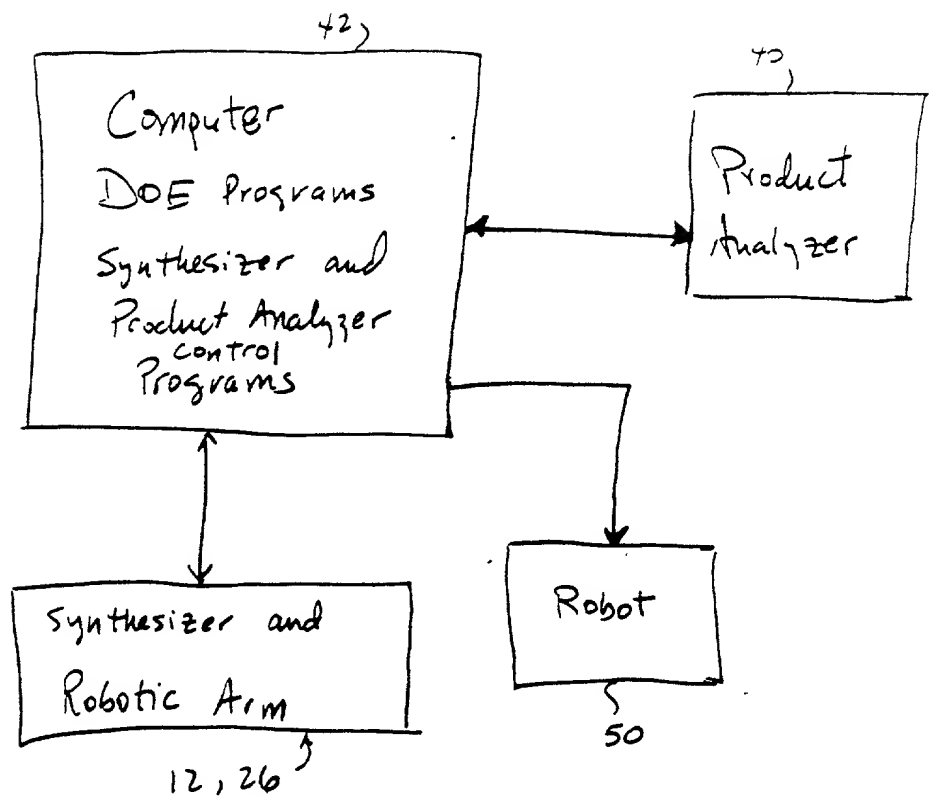 42
Computer
DOE Programs
Synthesizer and
Product Analyzer
control
Programs
Product
Analyzer
Synthesizer and
Robotic Arm
12, 26
Robot
50